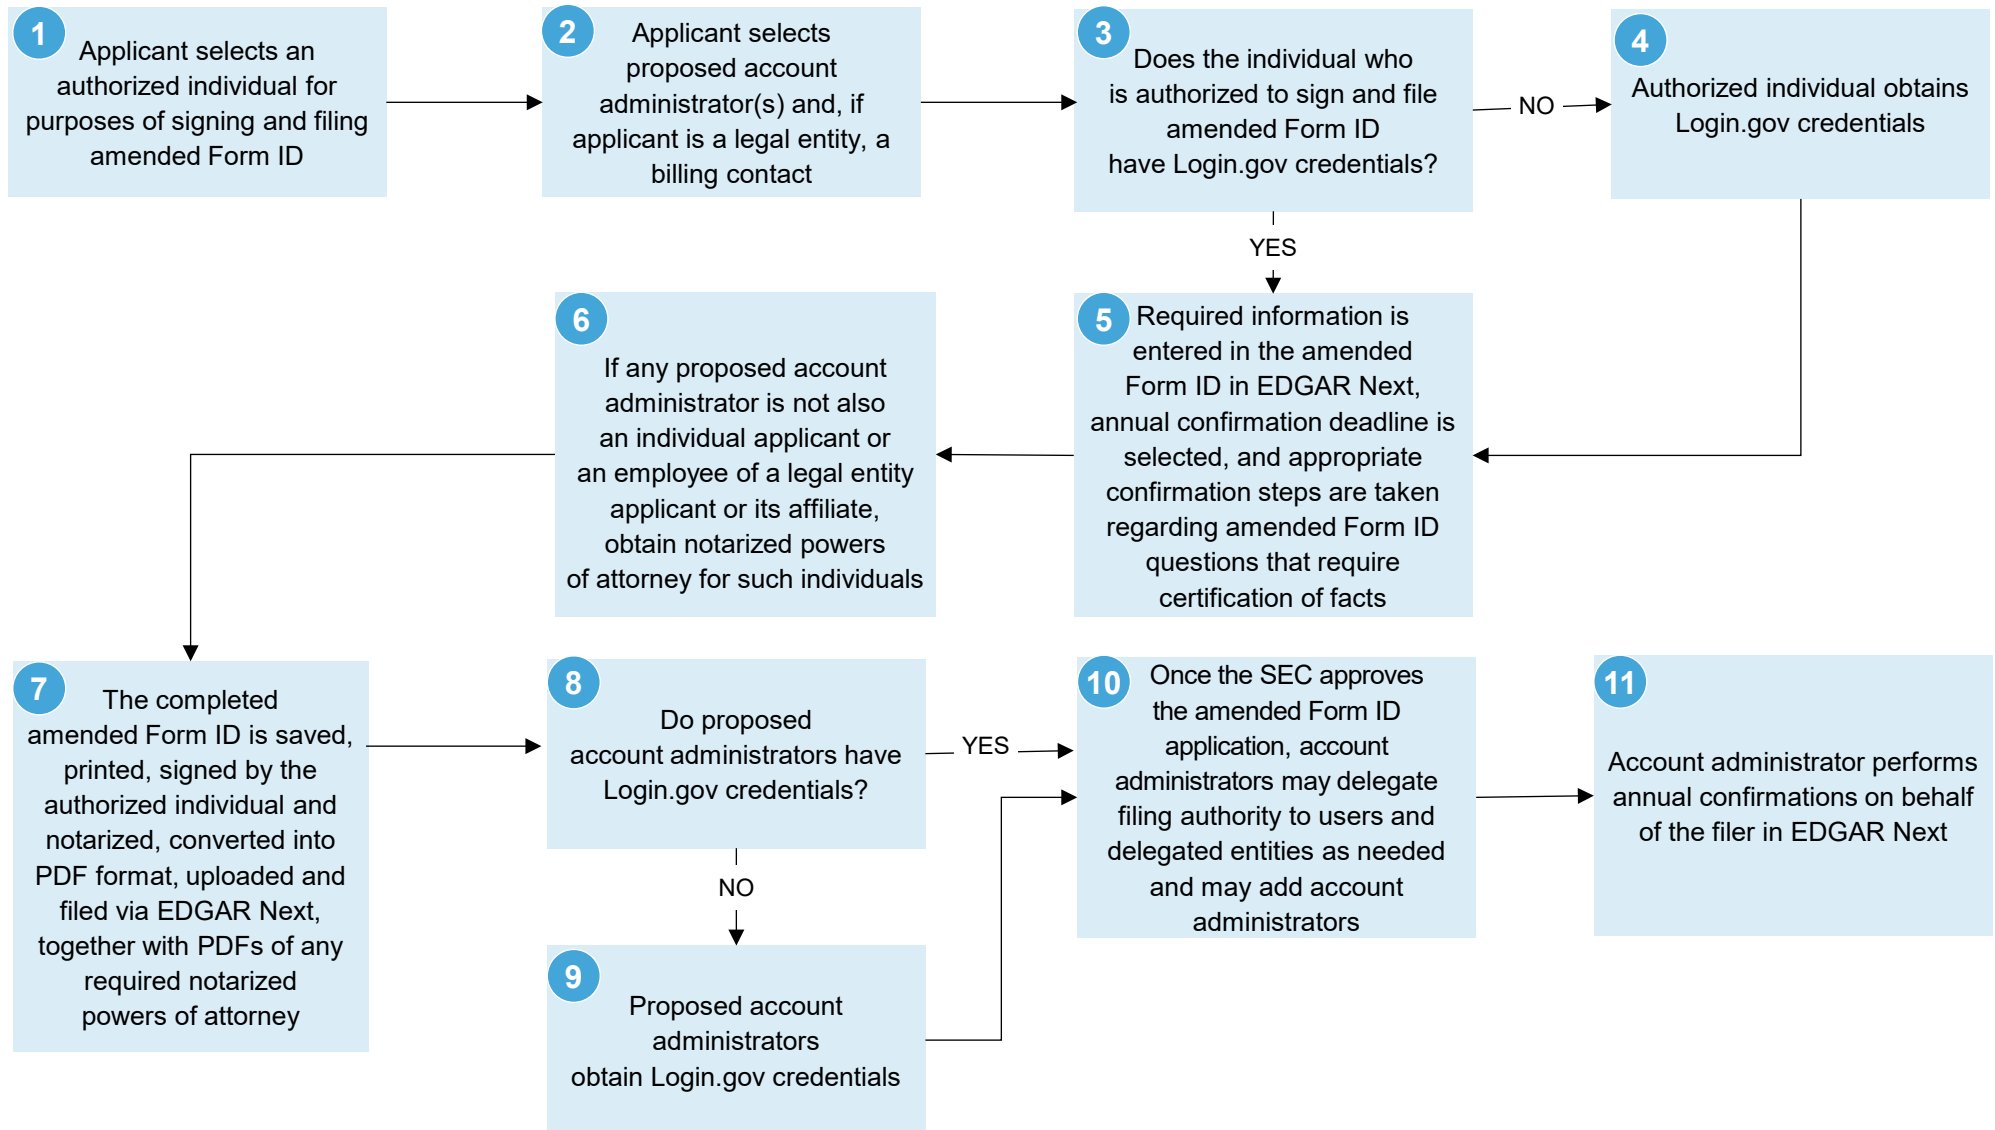 1
Applicant selects an
authorized individual for
purposes of signing and filing
amended Form ID
2
Applicant selects
proposed account
administrator(s) and, if
applicant is a legal entity, a
billing contact
3
Does the individual who
is authorized to sign and file
amended Form ID
have Login.gov credentials?
NO
4
Authorized individual obtains
Login.gov credentials
YES
5
Required information is
entered in the amended
Form ID in EDGAR Next,
annual confirmation deadline is
selected, and appropriate
confirmation steps are taken
regarding amended Form ID
questions that require
certification of facts
6
If any proposed account
administrator is not also
an individual applicant or
an employee of a legal entity
applicant or its affiliate,
obtain notarized powers
of attorney for such individuals
7
The completed
amended Form ID is saved,
printed, signed by the
authorized individual and
notarized, converted into
PDF format, uploaded and
filed via EDGAR Next,
together with PDFs of any
required notarized
powers of attorney
8
Do proposed
account administrators have
Login.gov credentials?
YES
NO
9
Proposed account
administrators
obtain Login.gov credentials
10
Once the SEC approves
the amended Form ID
application, account
administrators may delegate
filing authority to users and
delegated entities as needed
and may add account
administrators
11
Account administrator performs
annual confirmations on behalf
of the filer in EDGAR Next